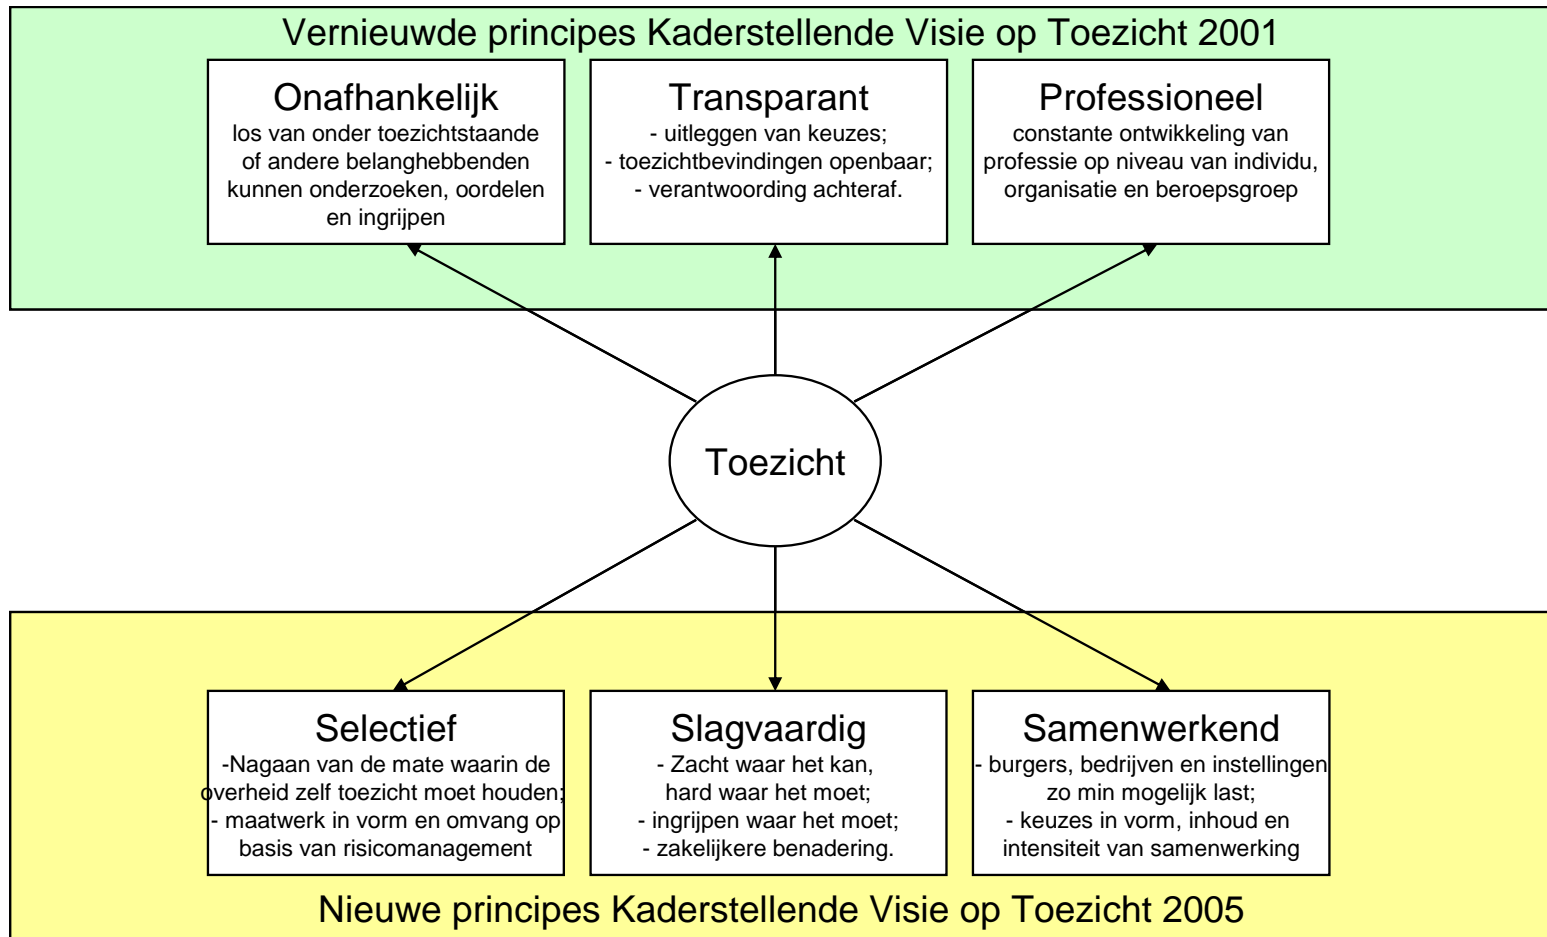 Vernieuwde principes Kaderstellende Visie op Toezicht 2001
Onafhankelijk
los van onder toezichtstaande
of andere belanghebbenden
kunnen onderzoeken, oordelen
en ingrijpen
Transparant
- uitleggen van keuzes;
- toezichtbevindingen openbaar;
- verantwoording achteraf.
Professioneel
constante ontwikkeling van
professie op niveau van individu,
organisatie en beroepsgroep
Toezicht
Selectief
-Nagaan van de mate waarin de
overheid zelf toezicht moet houden;
- maatwerk in vorm en omvang op
basis van risicomanagement
Slagvaardig
- Zacht waar het kan,
hard waar het moet;
- ingrijpen waar het moet;
- zakelijkere benadering.
Samenwerkend
- burgers, bedrijven en instellingen
zo min mogelijk last;
- keuzes in vorm, inhoud en
intensiteit van samenwerking
Nieuwe principes Kaderstellende Visie op Toezicht 2005